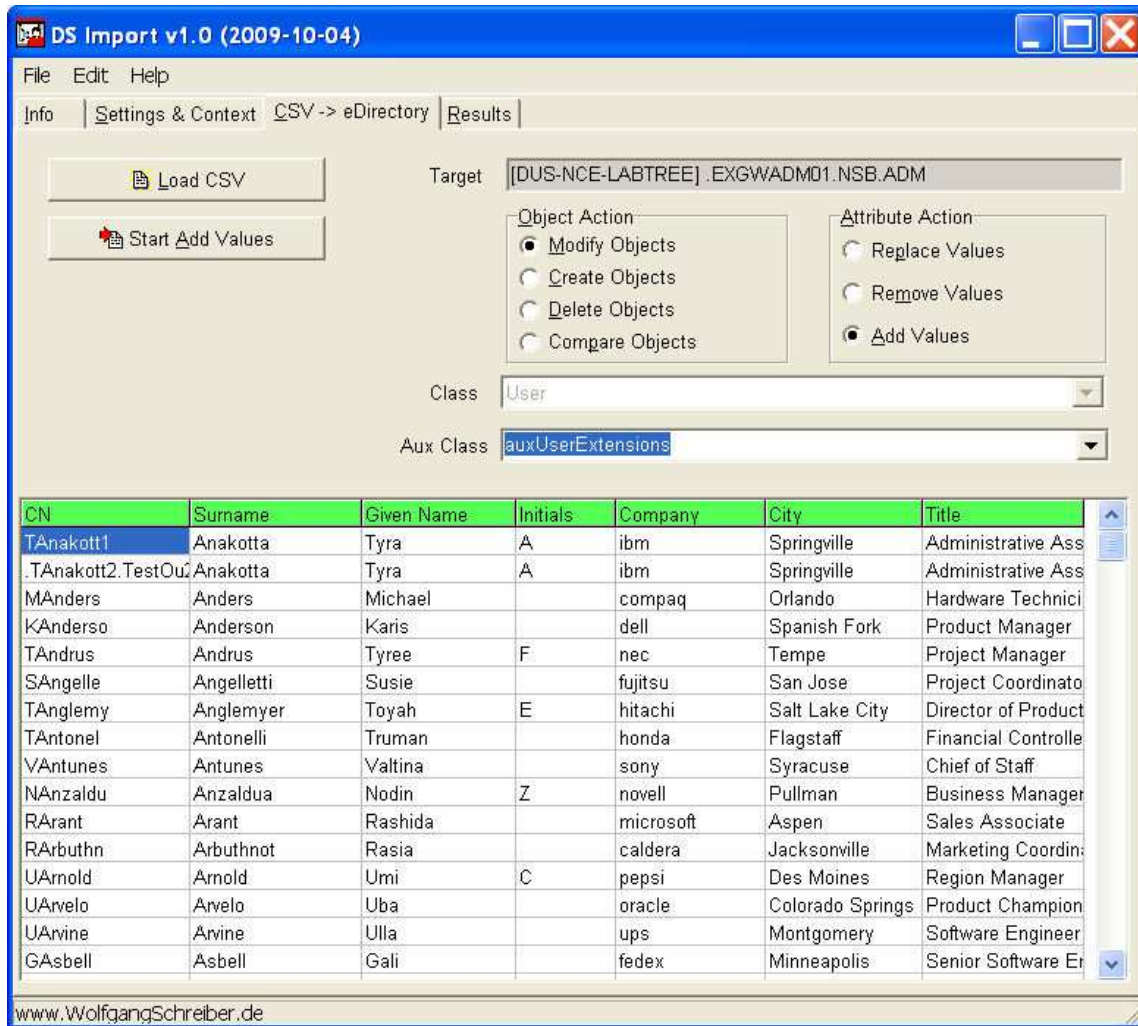 DS Import v1.0 (2009-10-04)
File Edit Help
Info Settings & Context CSV -> eDirectory Results
Load CSV
Start Add Values
Target [DUS-NCE-LABTREE] .EXGWADM01.NSB.ADM
Object Action
Modify Objects
Create Objects
Delete Objects
Compare Objects
Attribute Action
Replace Values
Remove Values
Add Values
Class User
Aux Class auxUserExtensions
CN Surname Given Name Initials Company City Title
TAnakott1 Anakotta Tyra A ibm Springville Administrative Ass
.TAnakott2.TestOu2 Anakotta Tyra A ibm Springville Administrative Ass
MAnders Anders Michael compaq Orlando Hardware Technici
KAnderso Anderson Karis dell Spanish Fork Product Manager
TAndrus Andrus Tyree F nec Tempe Project Manager
SAngelle Angelletti Susie fujitsu San Jose Project Coordinato
TAnglemy Anglemyer Toyah E hitachi Salt Lake City Director of Product
TAntonel Antonelli Truman honda Flagstaff Financial Controlle
VAntunes Antunes Valtina sony Syracuse Chief of Staff
NAnzaldu Anzaldua Nodin Z novell Pullman Business Manager
RArant Arant Rashida microsoft Aspen Sales Associate
RArbuthn Arbuthnot Rasia caldera Jacksonville Marketing Coordin
UArnold Arnold Umi C pepsi Des Moines Region Manager
UArvelo Arvelo Uba oracle Colorado Springs Product Champion
UArvine Arvine Ulla ups Montgomery Software Engineer
GAsbell Asbell Gali fedex Minneapolis Senior Software En
www.WolfgangSchreiber.de